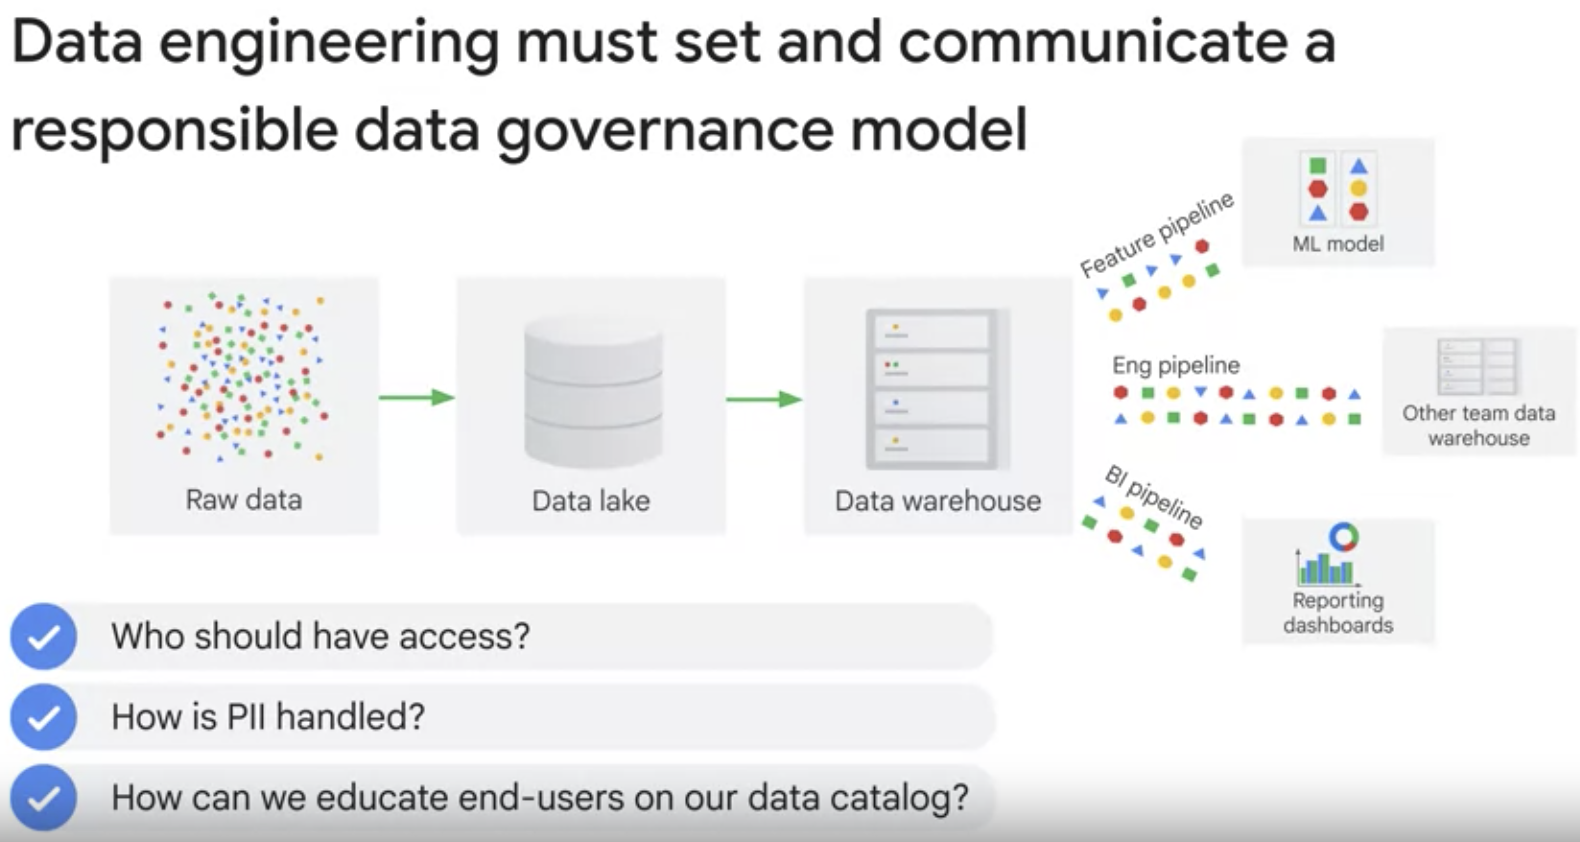 Data engineering must set and communicate a
responsible data governance model
Raw data
Data lake
Data warehouse
Feature pipeline
ML model
Eng pipeline
Other team data
warehouse
BI pipeline
Reporting
dashboards
Who should have access?
How is PII handled?
How can we educate end-users on our data catalog?